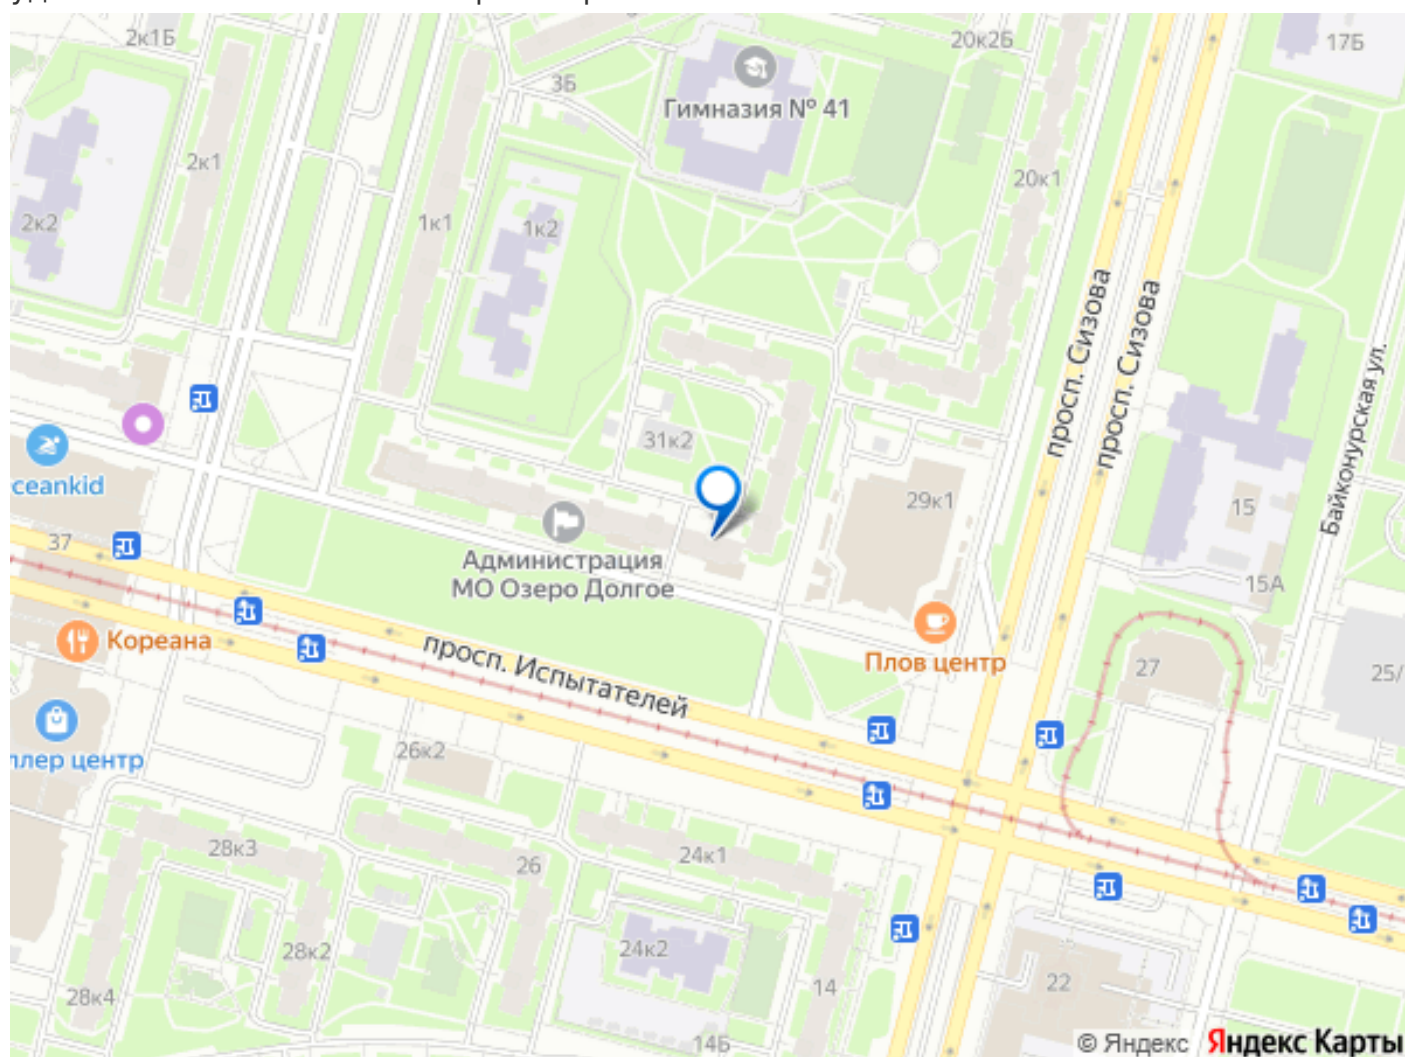 2к1Б
3Б
20к2Б
17Б
Гимназия № 41
2к1
20к1
2к2
1к1
1к2
просп. Сизова
просп. Сизова
Байконурская ул.
31к2
ceankid
29к1
15
Администрация
МО Озеро Долгое
37
15А
Кореана
просп. Испытателей
Плов центр
27
25/
ллер центр
26к2
28к3
26
24к1
28к2
24к2
28к4
14
22
14Б
© Яндекс Яндекс Карты